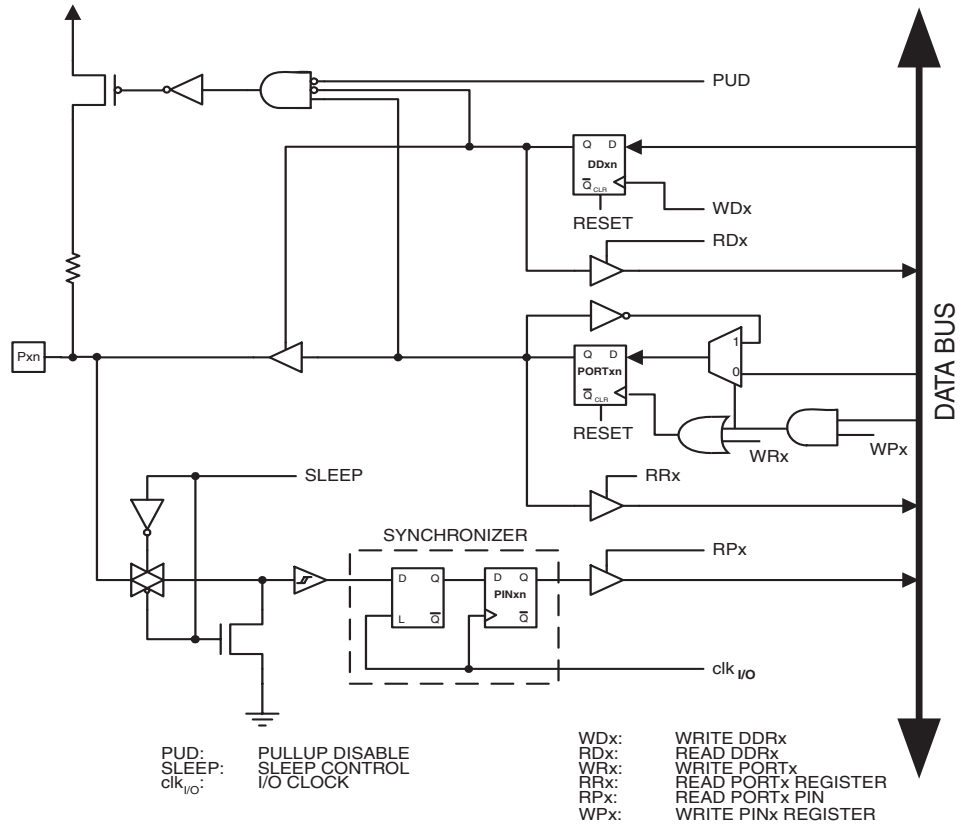 PUD
Q D
DDxn
Q CLR
WDx
RESET
RDx
1
Pxn
Q D
0
PORTxn
Q CLR
DATA BUS
RESET
WRx
WPx
SLEEP
RRx
SYNCHRONIZER
RPx
D Q
D Q
PINxn
L Q
Q
clk I/O
PUD: PULLUP DISABLE
SLEEP: SLEEP CONTROL
clkI/O: I/O CLOCK
WDx: WRITE DDRx
RDx: READ DDRx
WRx: WRITE PORTx
RRx: READ PORTx REGISTER
RPx: READ PORTx PIN
WPx: WRITE PINx REGISTER